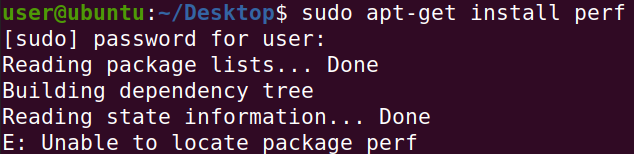 user@ubuntu:~/Desktop$ sudo apt-get install perf
[sudo] password for user:
Reading package lists... Done
Building dependency tree
Reading state information... Done
E: Unable to locate package perf